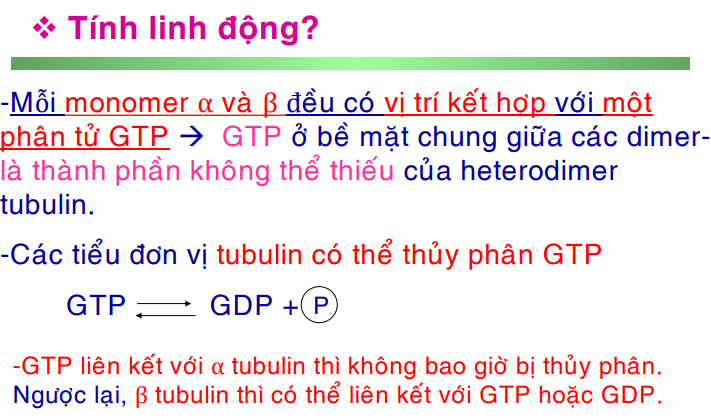 ❖ Tính linh động?
-Mỗi monomer α và β đều có vị trí kết hợp với một
phân tử GTP → GTP ở bề mặt chung giữa các dimer-
là thành phần không thể thiếu của heterodimer
tubulin.
-Các tiểu đơn vị tubulin có thể thủy phân GTP
GTP ⇌ GDP + P
-GTP liên kết với α tubulin thì không bao giờ bị thủy phân.
Ngược lại, β tubulin thì có thể liên kết với GTP hoặc GDP.